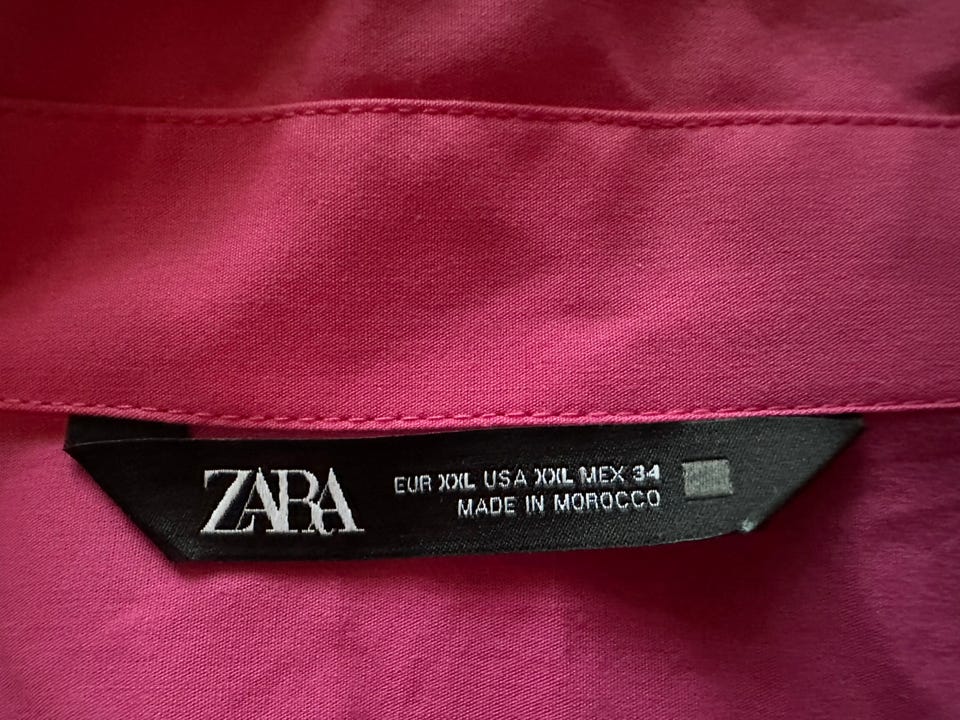 ZARA
EUR XXL USA XXL MEX 34
MADE IN MOROCCO